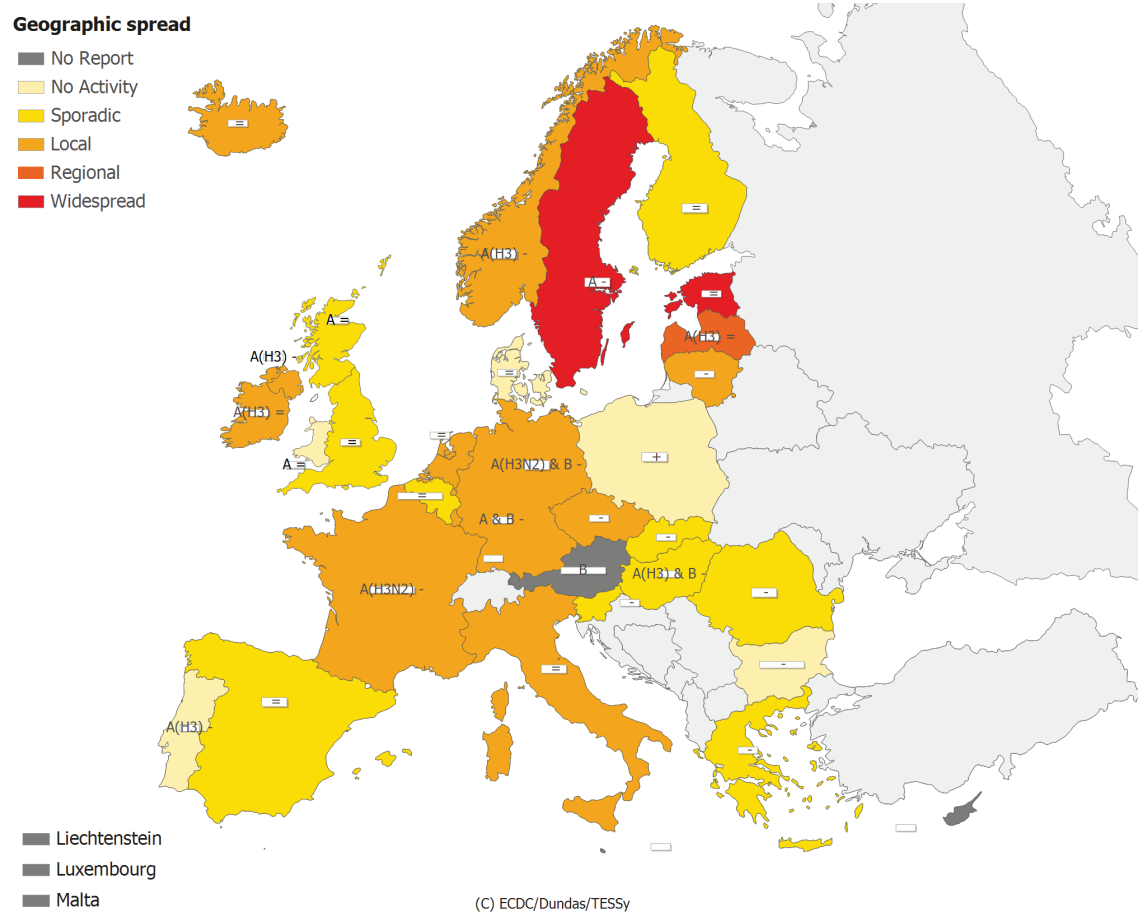 Geographic spread
No Report
No Activity
Sporadic
Local
Regional
Widespread
=
=
A(H3) -
A -
=
A =
A(H3) =
A(H3) -
=
-
A(H3) =
=
=
A =
A(H3N2) & B -
+
=
A & B -
-
-
B
A(H3) & B -
A(H3N2) -
-
-
-
=
=
A(H3) -
-
Liechtenstein
Luxembourg
Malta
(C) ECDC/Dundas/TESSy